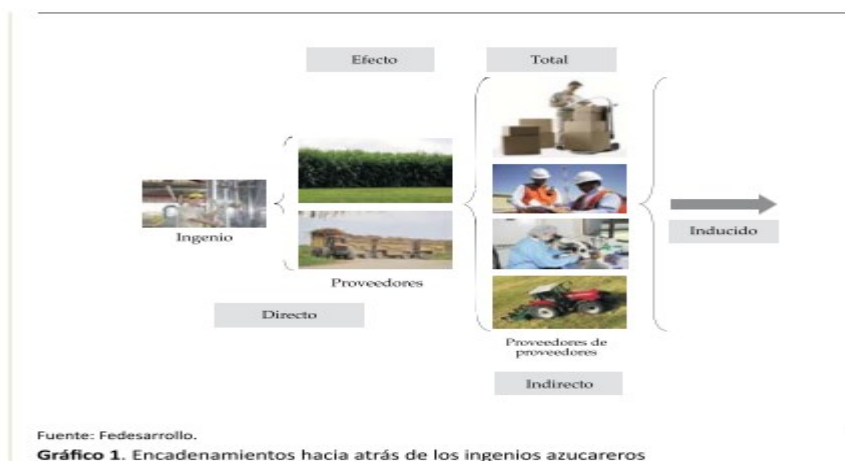 Efecto
Total
Ingenio
Proveedores
Inducido
Directo
Proveedores de
proveedores
Indirecto
Fuente: Fedesarrollo.
Gráfico 1. Encadenamientos hacia atrás de los ingenios azucareros